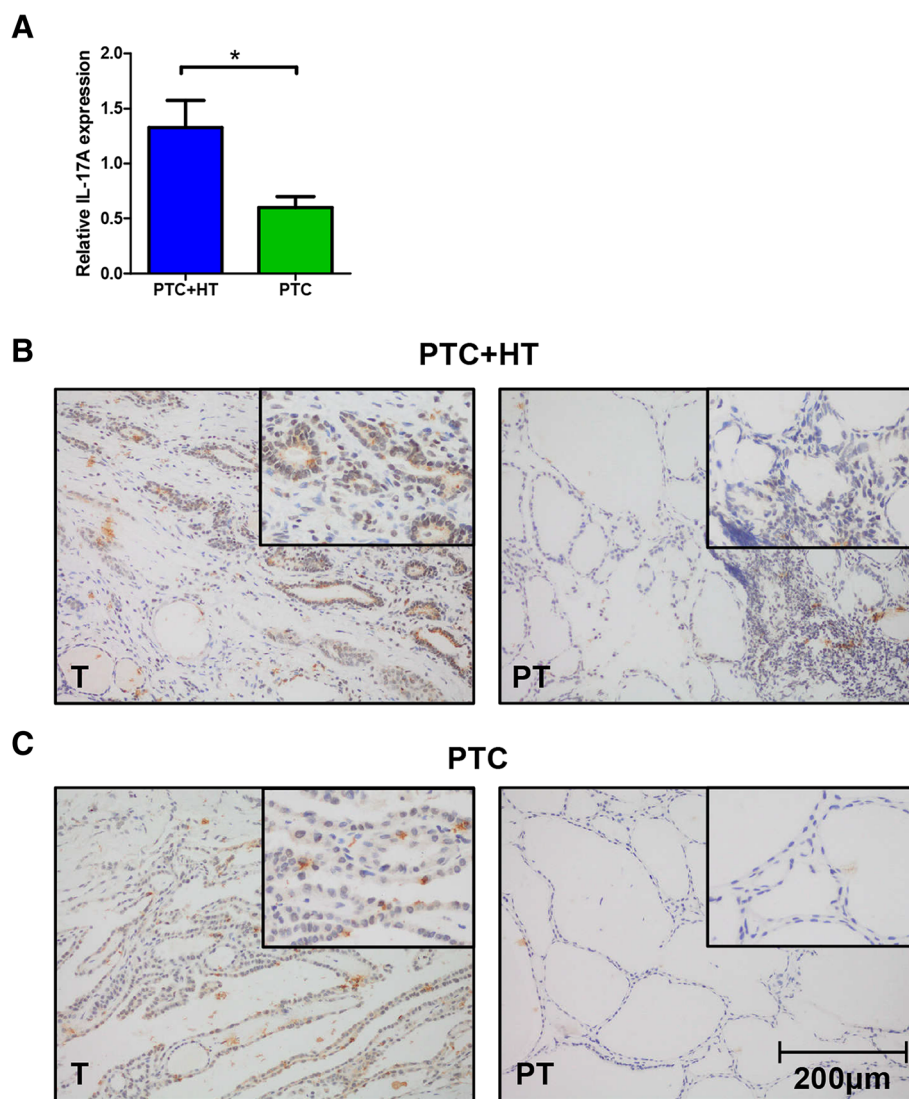 A
Relative IL-17A expression
2.0
1.5
1.0
0.5
0.0
*
PTC+HT
PTC
B
PTC+HT
T
PT
C
PTC
T
PT
200μm